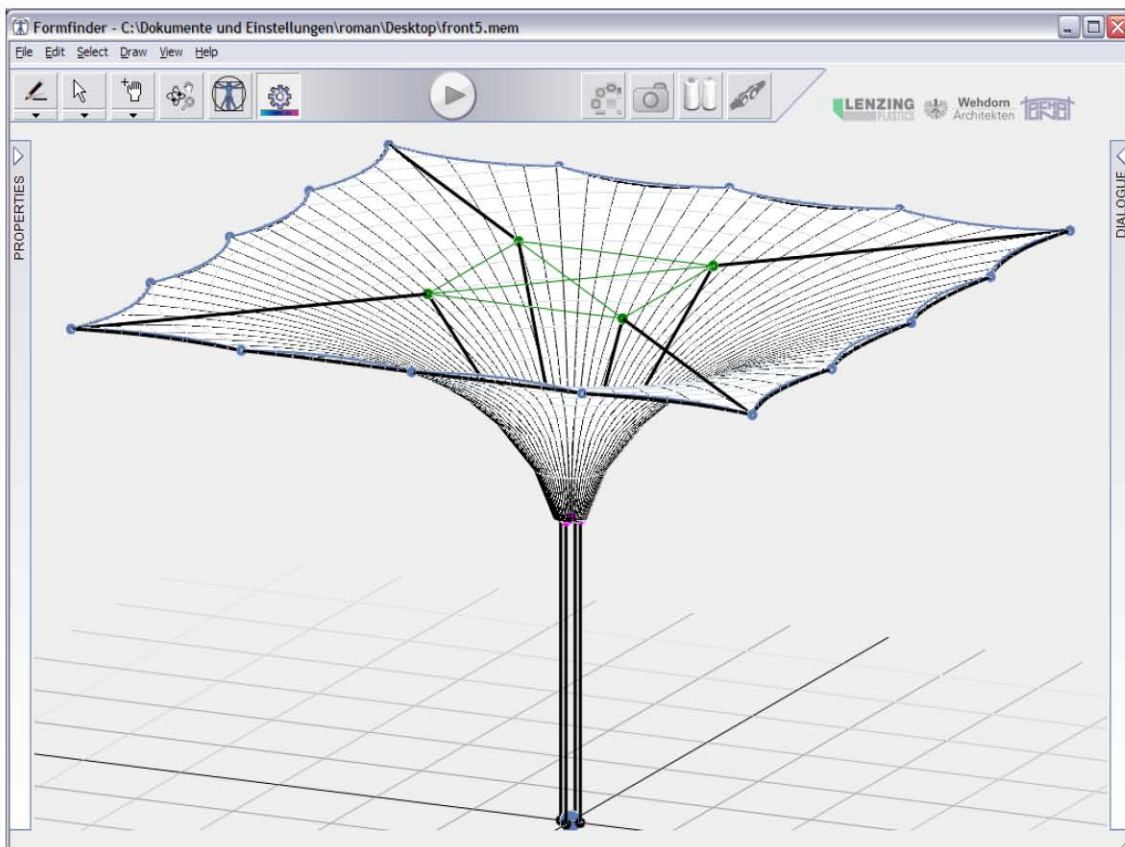 Formfinder - C:\Dokumente und Einstellungen\roman\Desktop\front5.mem
File Edit Select Draw View Help
LENZING
PLASTICS
Wehdorn
Architekten
PROPERTIES
DIALOGUE